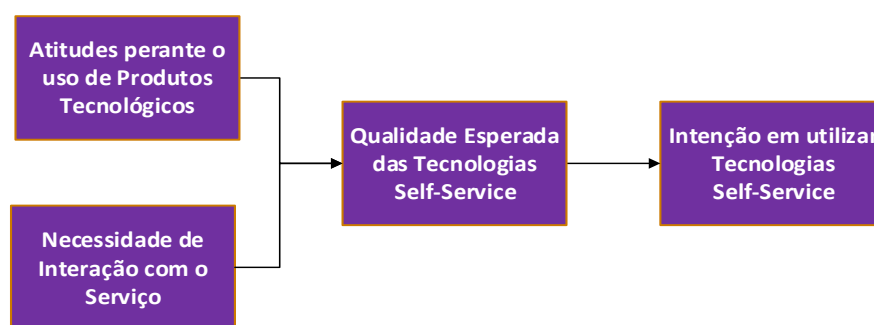 Atitudes perante o
uso de Produtos
Tecnológicos
Qualidade Esperada
das Tecnologias
Self-Service
Intenção em utilizar
Tecnologias
Self-Service
Necessidade de
Interação com o
Serviço